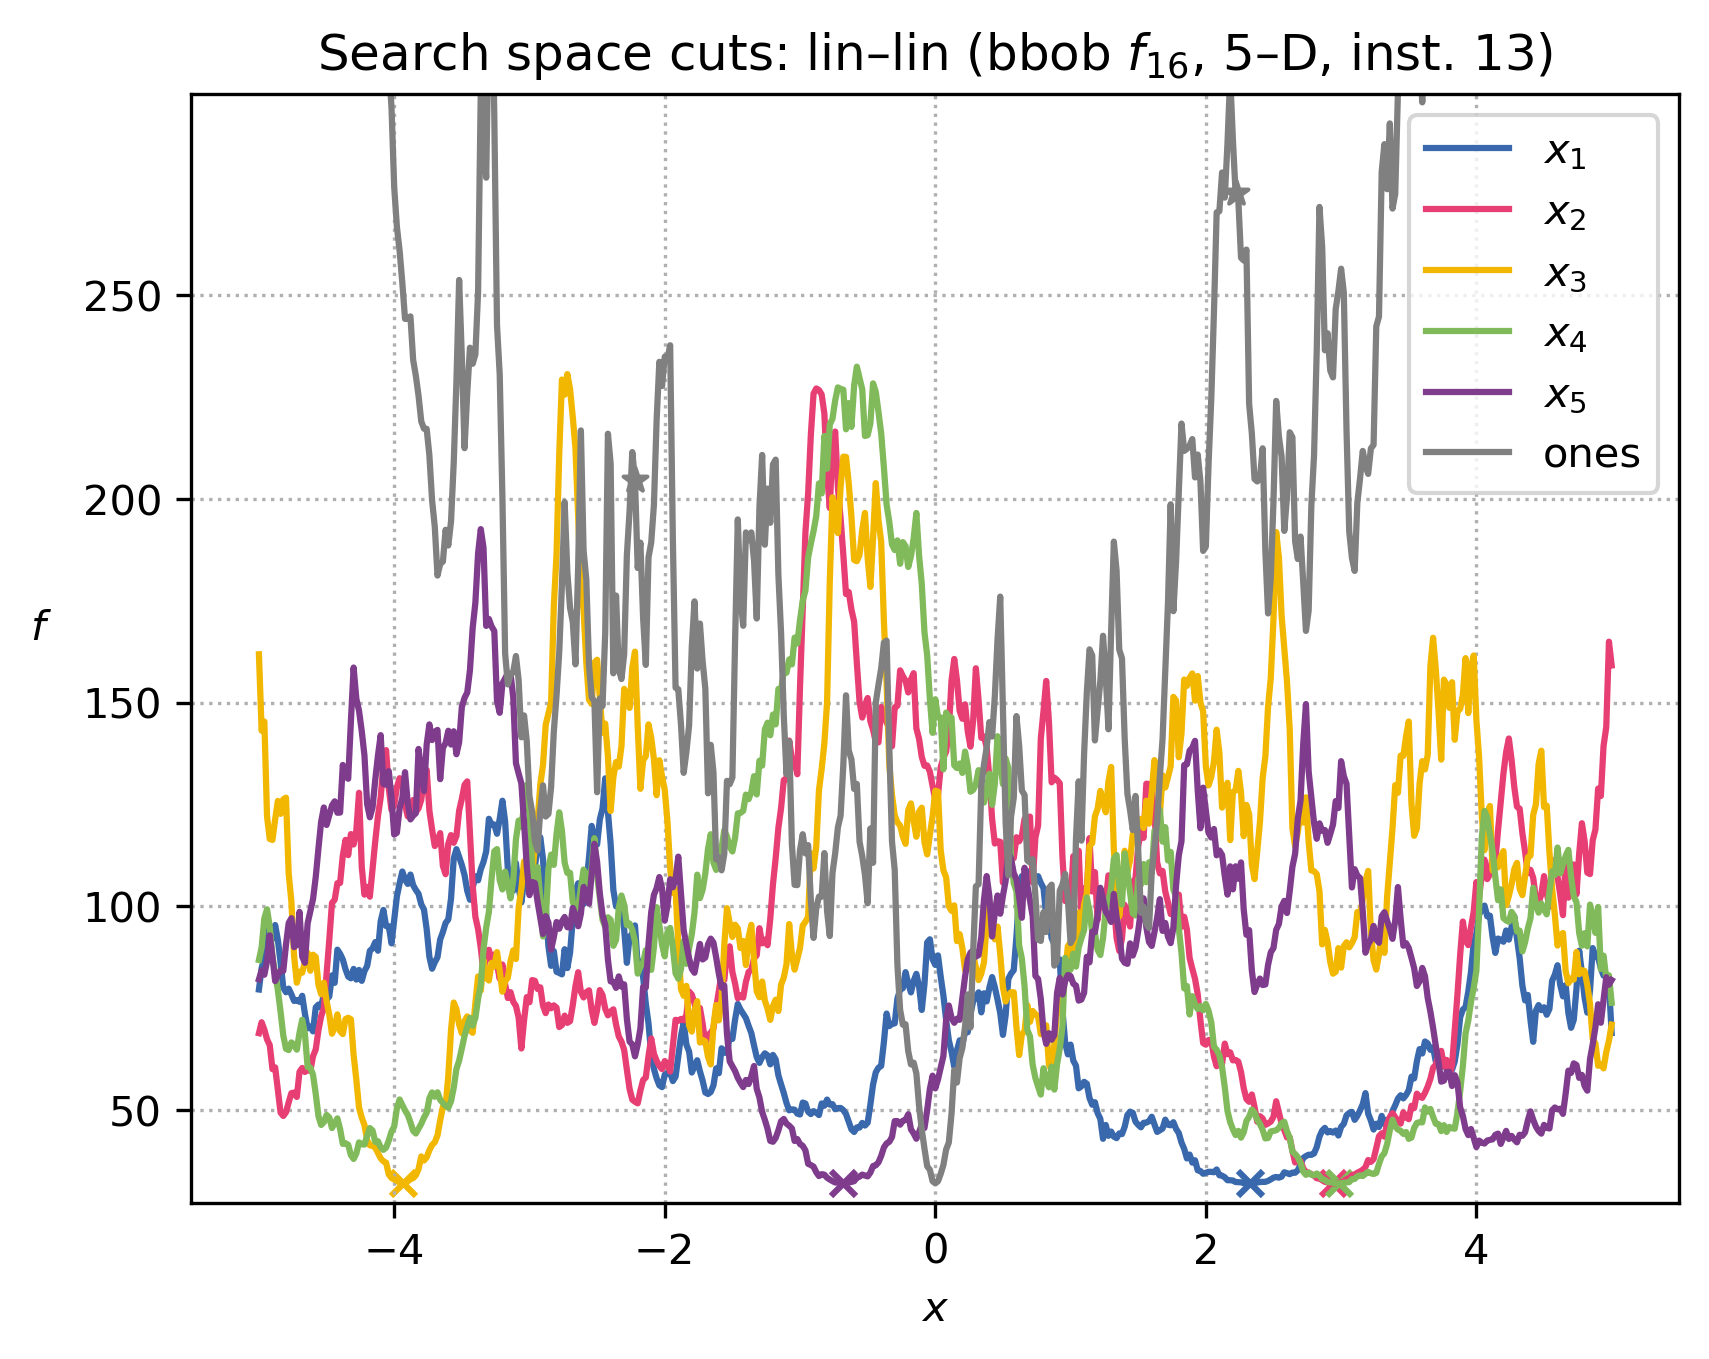 Search space cuts: lin–lin (bbob f₁₆, 5–D, inst. 13)
x₁
x₂
x₃
x₄
x₅
ones
250
200
150
100
50
f
−4
−2
0
2
4
x